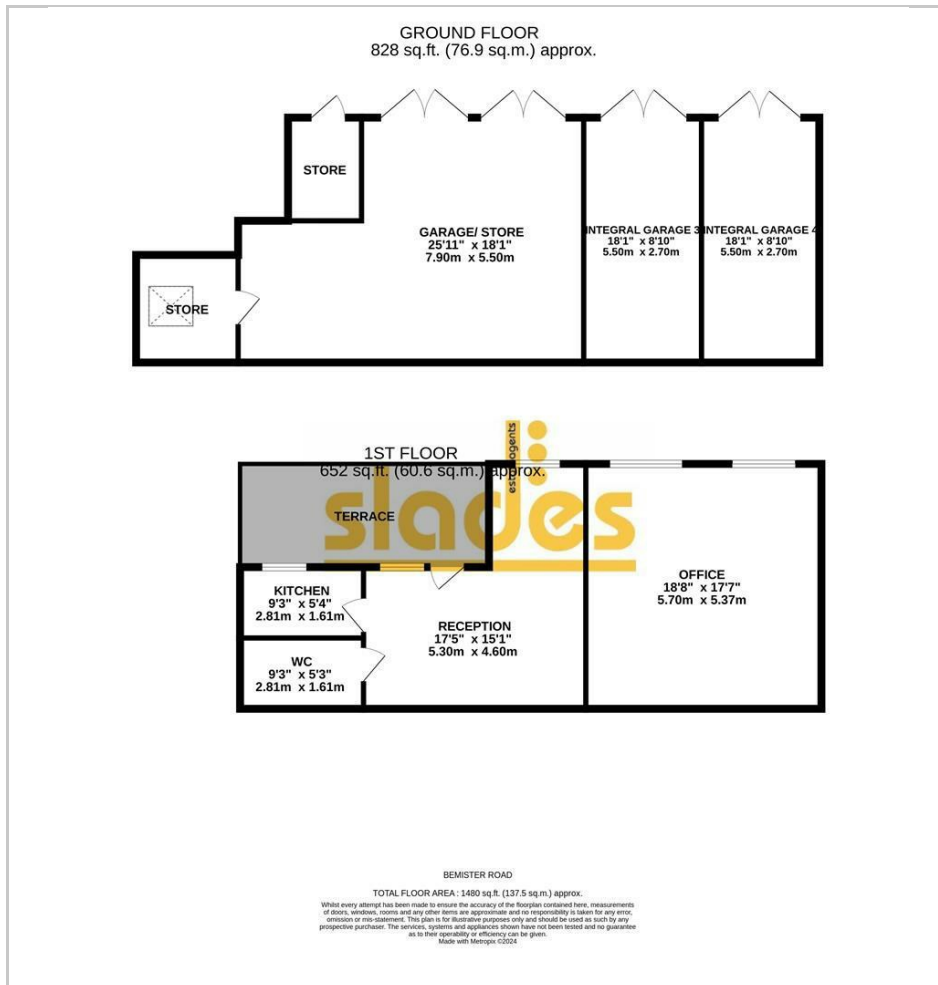 GROUND FLOOR
828 sq.ft. (76.9 sq.m.) approx.
STORE
GARAGE/ STORE
25'11" x 18'1"
7.90m x 5.50m
INTEGRAL GARAGE 3
18'1" x 8'10"
5.50m x 2.70m
INTEGRAL GARAGE 4
18'1" x 8'10"
5.50m x 2.70m
STORE
1ST FLOOR
652 sq.ft. (60.6 sq.m.) approx.
slades
estate agents
TERRACE
KITCHEN
9'3" x 5'4"
2.81m x 1.61m
WC
9'3" x 5'3"
2.81m x 1.61m
RECEPTION
17'5" x 15'1"
5.30m x 4.60m
OFFICE
18'8" x 17'7"
5.70m x 5.37m
BEMISTER ROAD
TOTAL FLOOR AREA : 1480 sq.ft. (137.5 sq.m.) approx.
Whilst every attempt has been made to ensure the accuracy of the floorplan contained here, measurements
of doors, windows, rooms and any other items are approximate and no responsibility is taken for any error,
omission or mis-statement. This plan is for illustrative purposes only and should be used as such by any
prospective purchaser. The services, systems and appliances shown have not been tested and no guarantee
as to their operability or efficiency can be given.
Made with Metropix ©2024